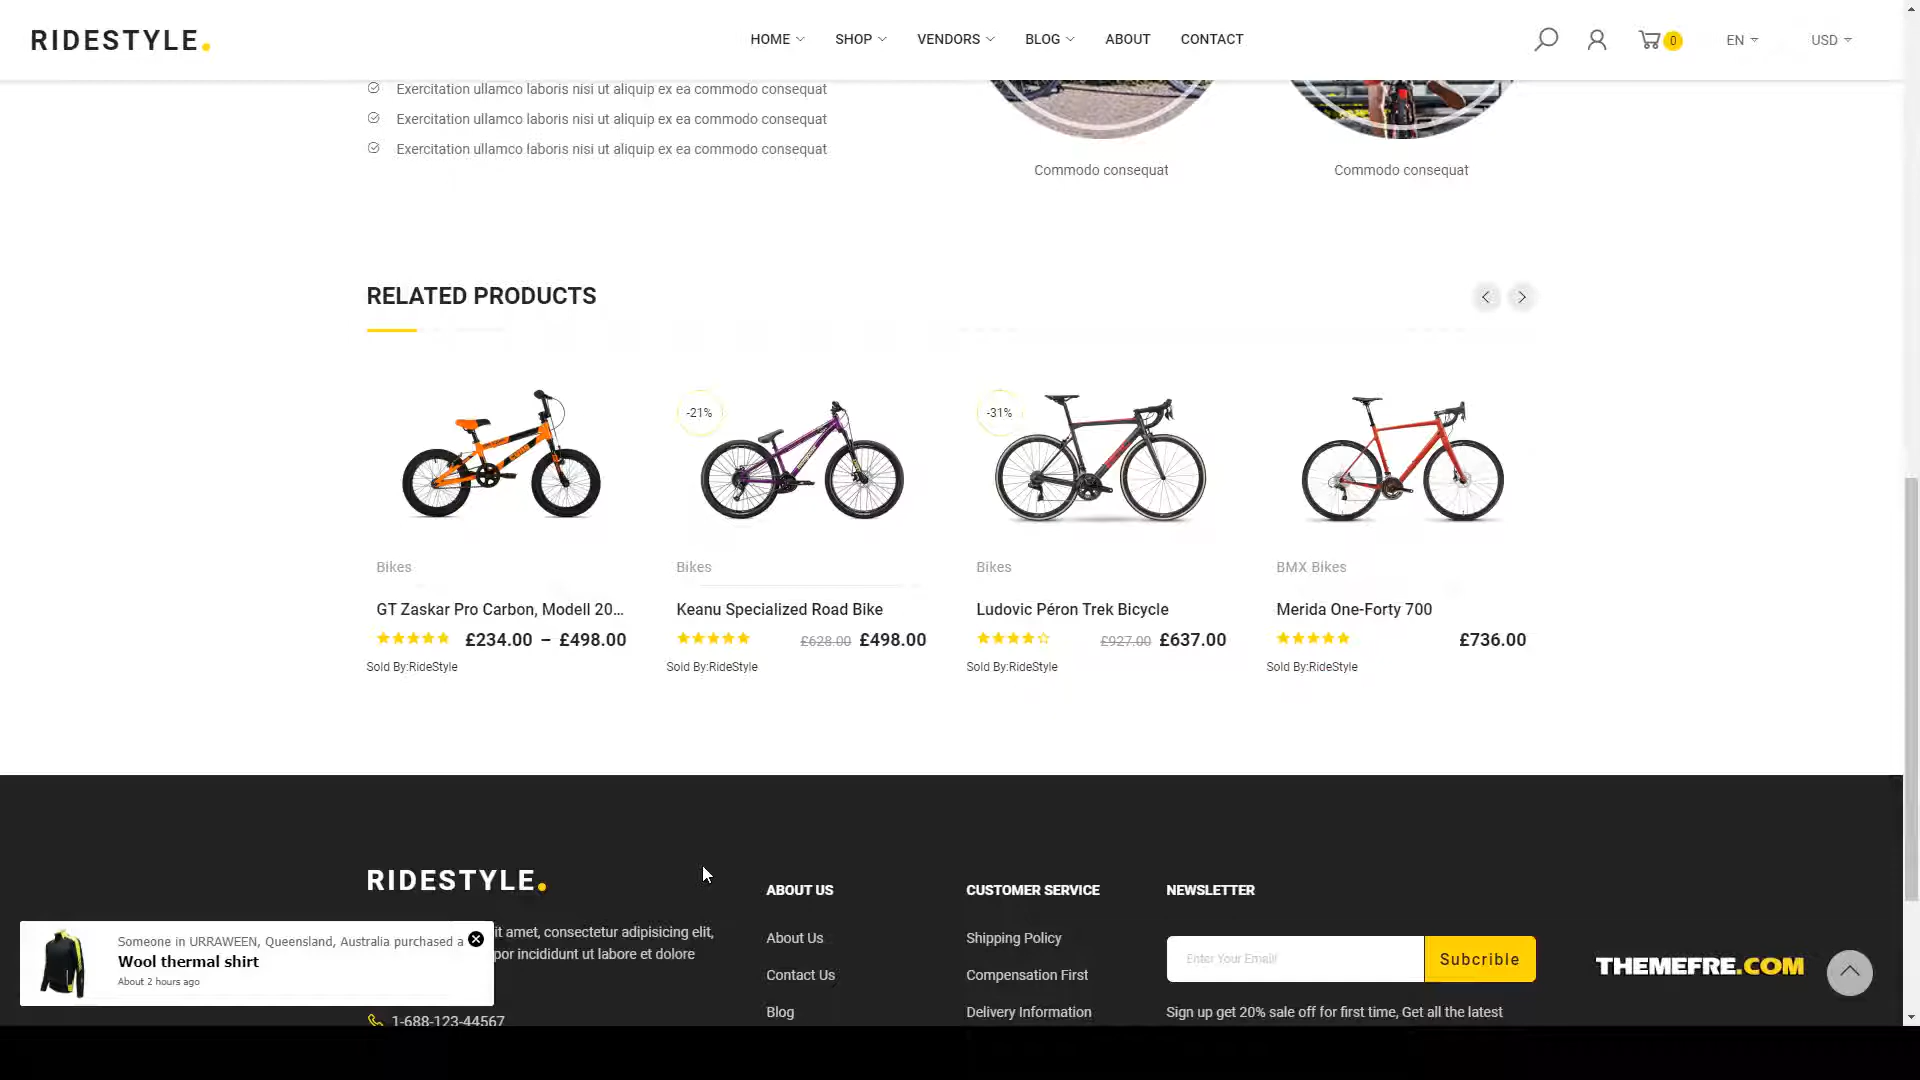 RIDESTYLE.
HOME SHOP VENDORS BLOG ABOUT CONTACT
0 EN USD
Exercitation ullamco laboris nisi ut aliquip ex ea commodo consequat
Exercitation ullamco laboris nisi ut aliquip ex ea commodo consequat
Exercitation ullamco laboris nisi ut aliquip ex ea commodo consequat
Commodo consequat
Commodo consequat
RELATED PRODUCTS
-21%
-31%
Bikes
GT Zaskar Pro Carbon, Modell 20...
£234.00 – £498.00
Sold By:RideStyle
Bikes
Keanu Specialized Road Bike
£628.00 £498.00
Sold By:RideStyle
Bikes
Ludovic Péron Trek Bicycle
£927.00 £637.00
Sold By:RideStyle
BMX Bikes
Merida One-Forty 700
£736.00
Sold By:RideStyle
RIDESTYLE.
it amet, consectetur adipisicing elit,
por incididunt ut labore et dolore
1-688-123-44567
Someone in URRAWEEN, Queensland, Australia purchased a
Wool thermal shirt
About 2 hours ago
ABOUT US
About Us
Contact Us
Blog
CUSTOMER SERVICE
Shipping Policy
Compensation First
Delivery Information
NEWSLETTER
Enter Your Email!
Subcrible
Sign up get 20% sale off for first time, Get all the latest
THEMEFRE.COM